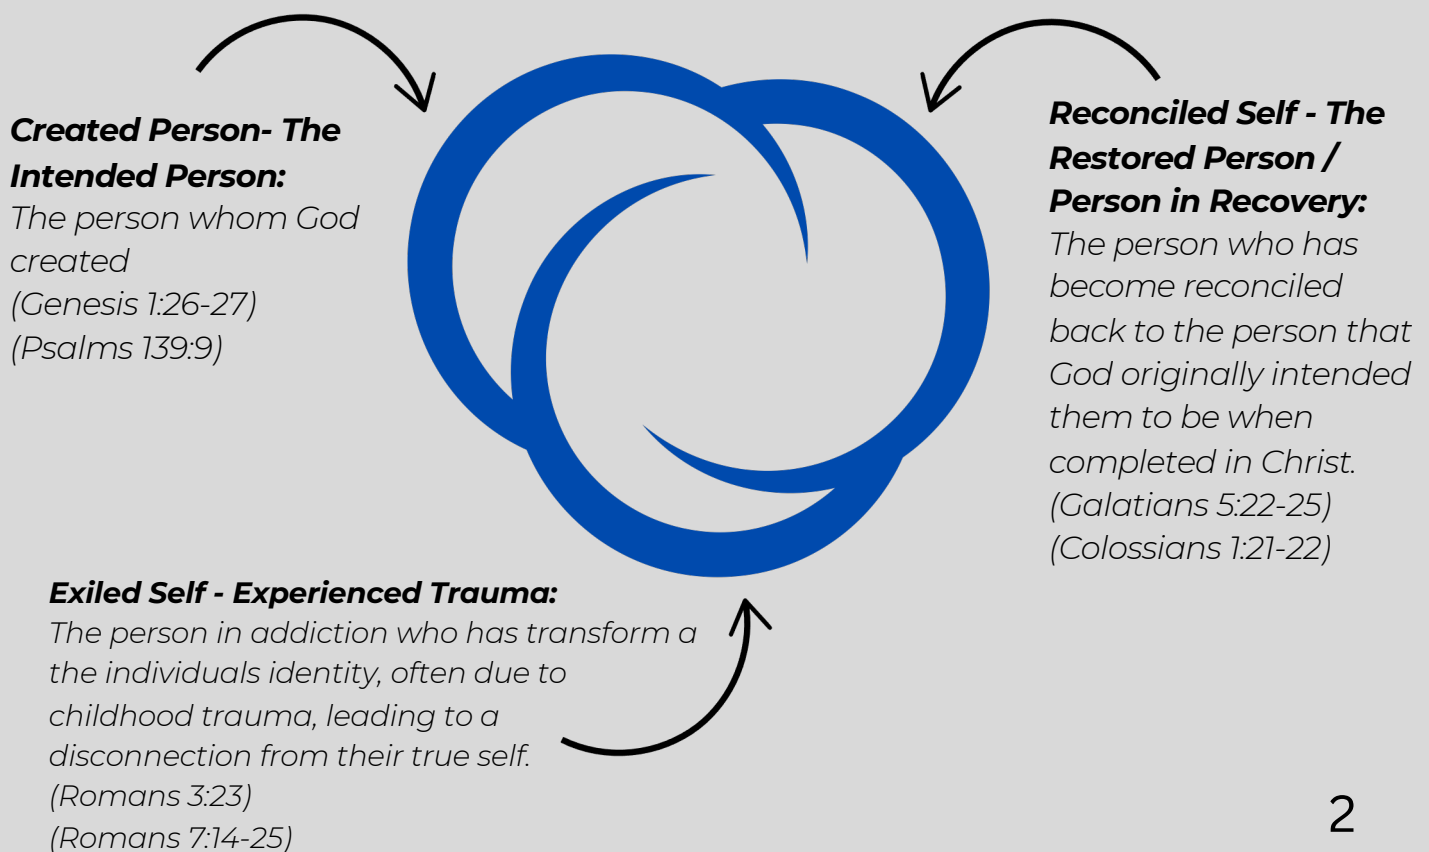 Created Person- The
Intended Person:
The person whom God
created
(Genesis 1:26-27)
(Psalms 139:9)
Reconciled Self - The
Restored Person /
Person in Recovery:
The person who has
become reconciled
back to the person that
God originally intended
them to be when
completed in Christ.
(Galatians 5:22-25)
(Colossians 1:21-22)
Exiled Self - Experienced Trauma:
The person in addiction who has transform a
the individuals identity, often due to
childhood trauma, leading to a
disconnection from their true self.
(Romans 3:23)
(Romans 7:14-25)
2